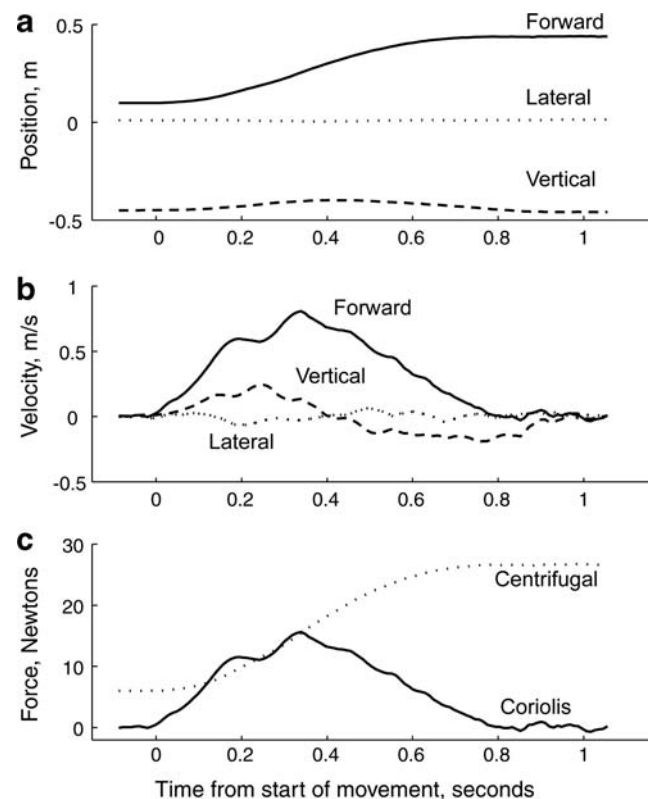 a
0.5
Forward
Position, m
Lateral
0
Vertical
-0.5
0 0.2 0.4 0.6 0.8 1
b
1
Forward
Velocity, m/s
0.5
Vertical
0
Lateral
-0.5
0 0.2 0.4 0.6 0.8 1
c
30
Centrifugal
Force, Newtons
20
10
Coriolis
0
0 0.2 0.4 0.6 0.8 1
Time from start of movement, seconds